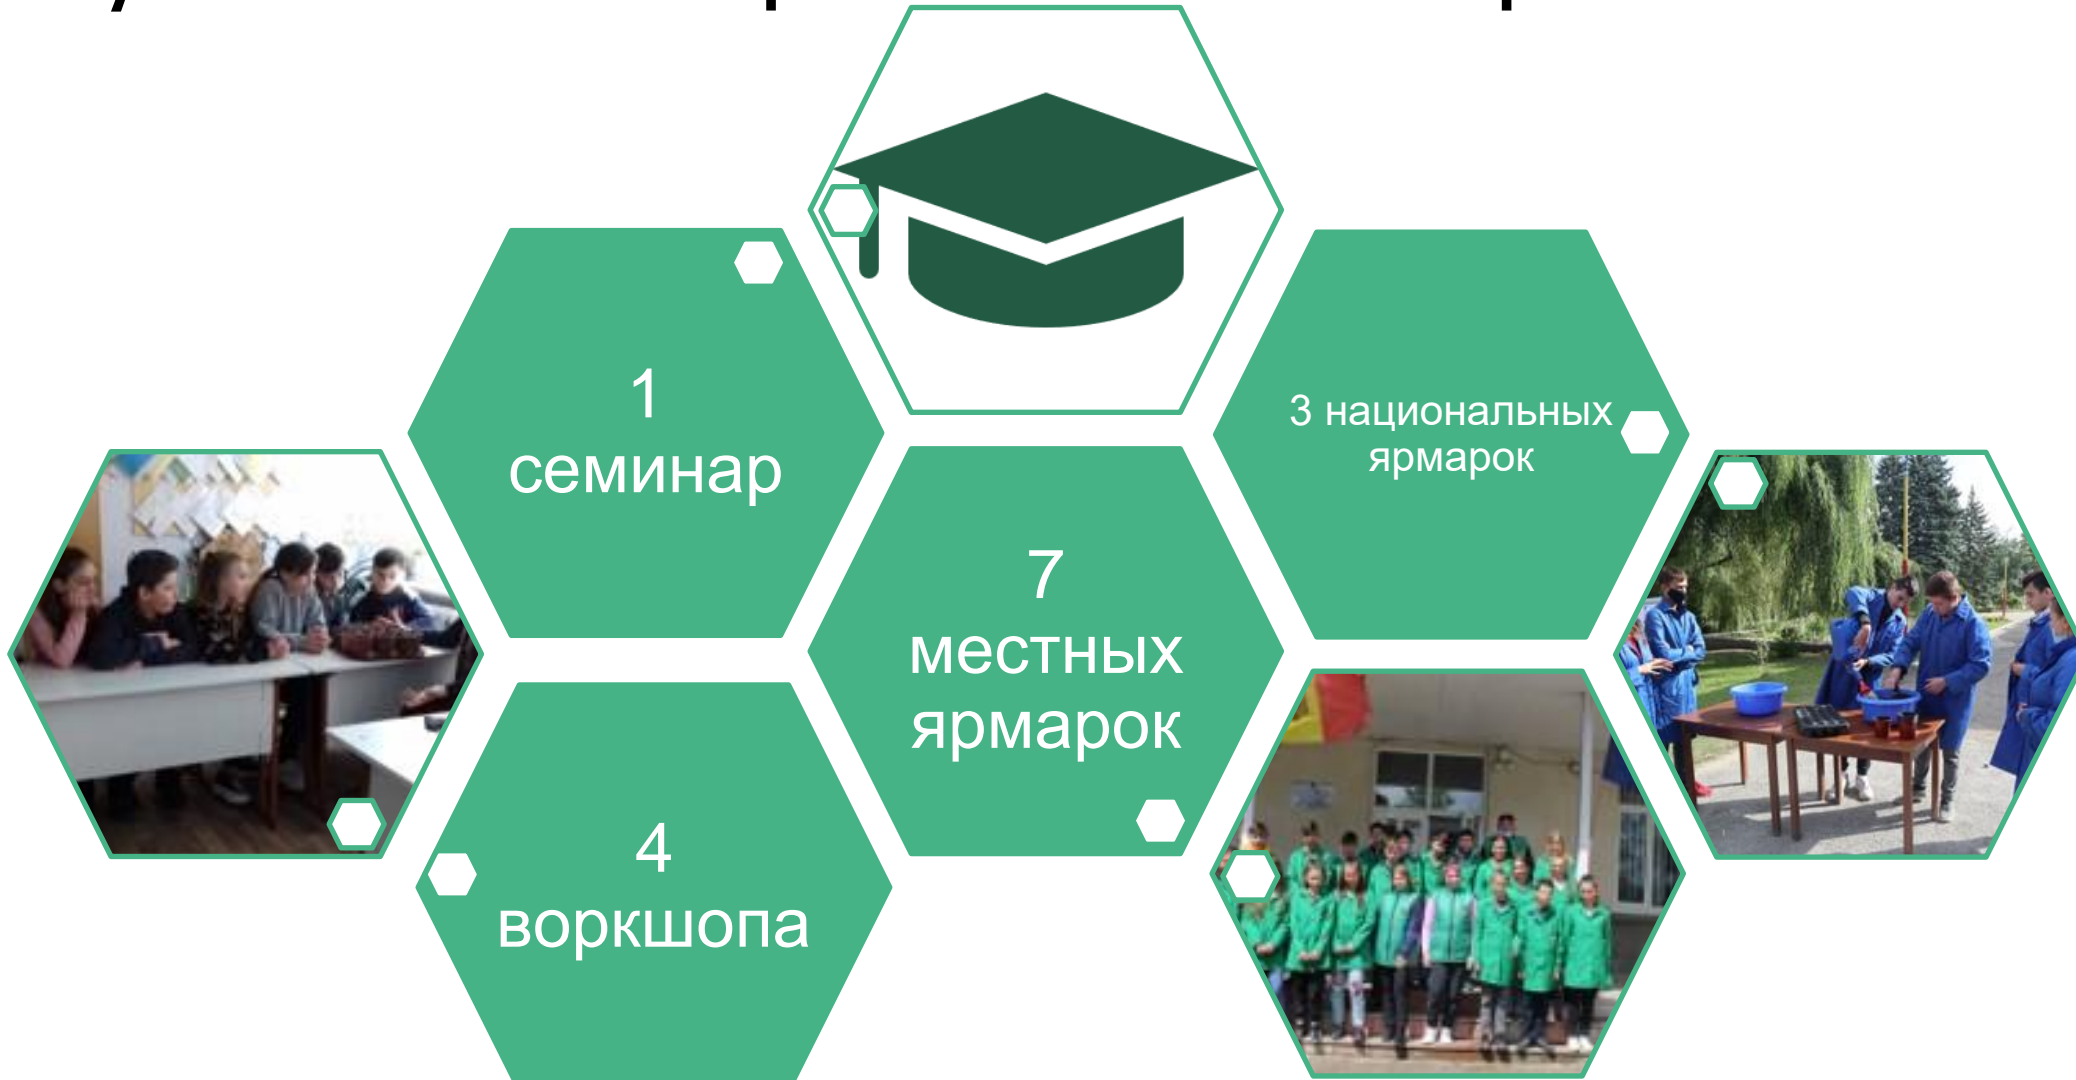 1
семинар
3 национальных
ярмарок
7
местных
ярмарок
4
воркшопа